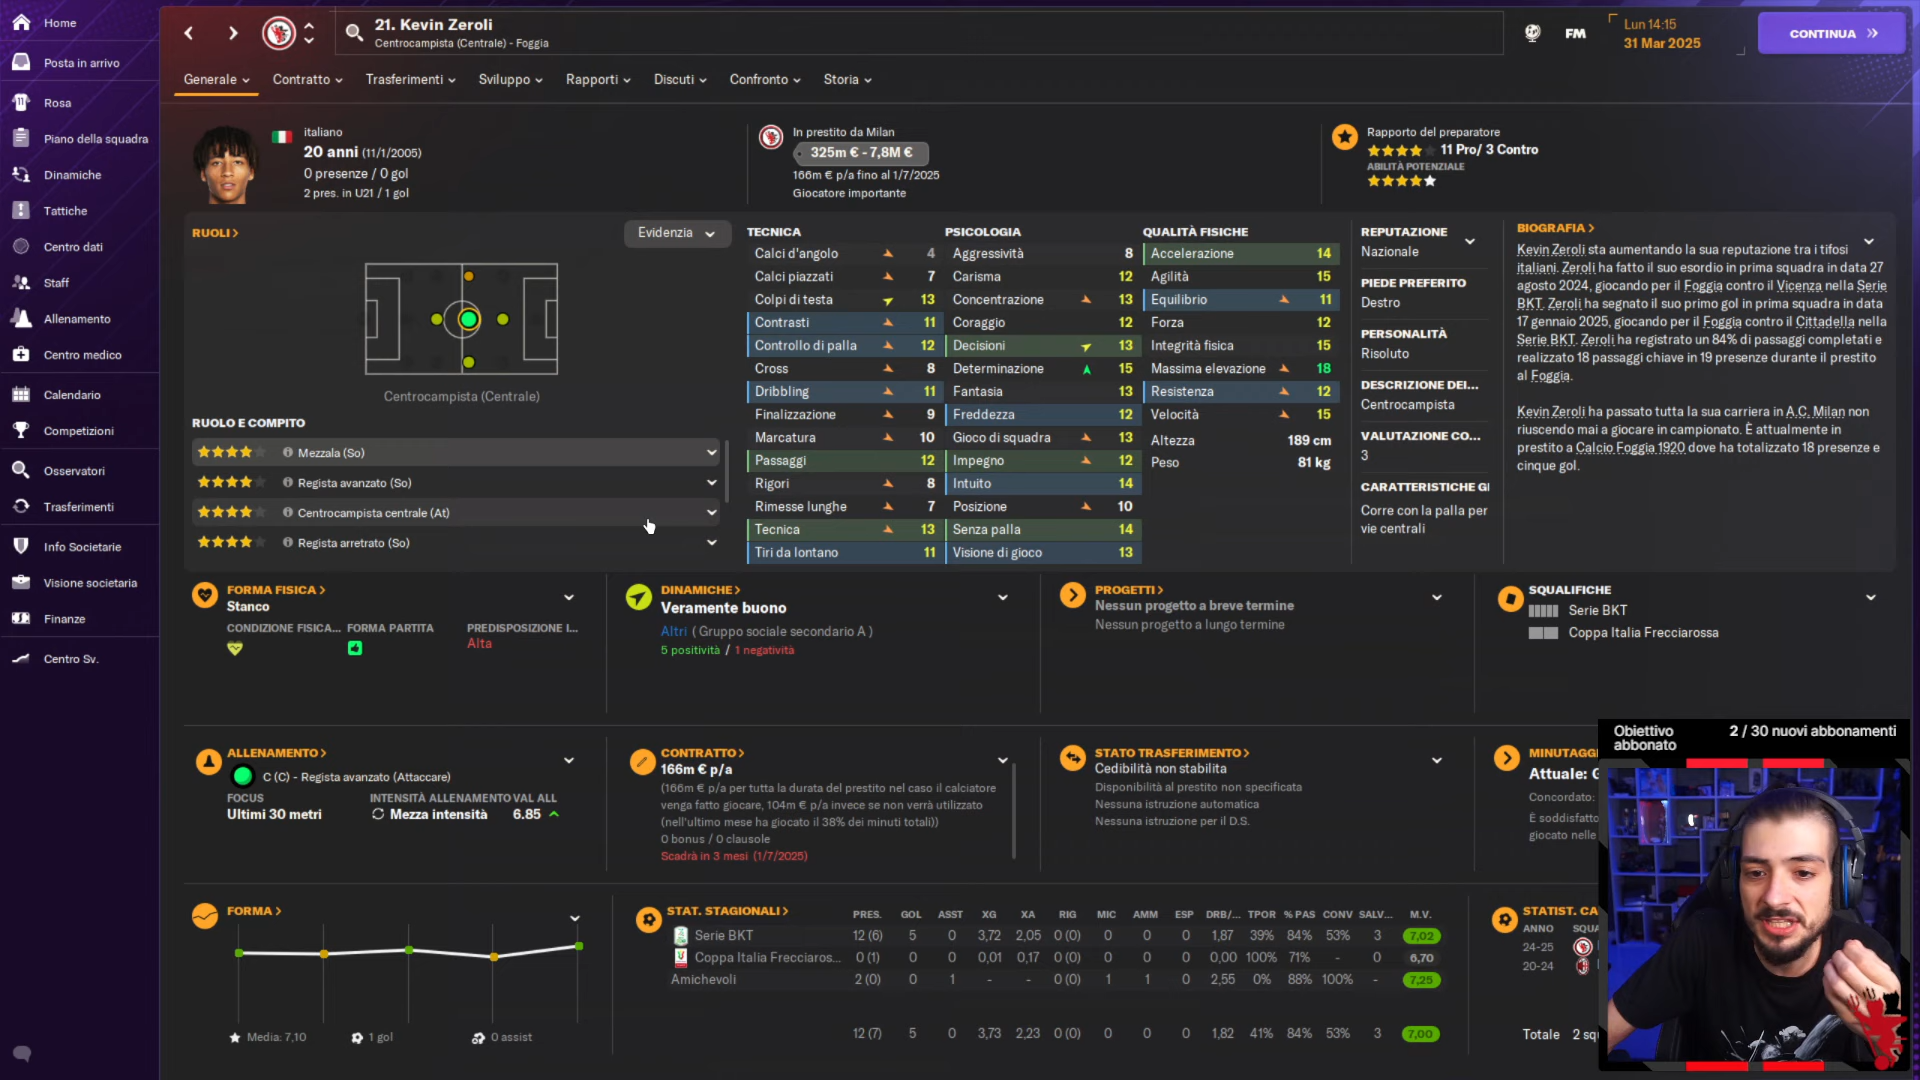 Home
Posta in arrivo
Rosa
Piano della squadra
Dinamiche
Tattiche
Centro dati
Staff
Allenamento
Centro medico
Calendario
Competizioni
Osservatori
Trasferimenti
Info Societarie
Visione societaria
Finanze
Centro Sv.
21. Kevin Zeroli
Centrocampista (Centrale) - Foggia
FM
Lun 14:15
31 Mar 2025
CONTINUA
Generale
Contratto
Trasferimenti
Sviluppo
Rapporti
Discuti
Confronto
Storia
italiano
20 anni (11/1/2005)
0 presenze / 0 gol
2 pres. in U21 / 1 gol
In prestito da Milan
325m € - 7,8M €
166m € p/a fino al 1/7/2025
Giocatore importante
Rapporto del preparatore
11 Pro/ 3 Contro
ABILITÀ POTENZIALE
RUOLI >
Evidenzia
Centrocampista (Centrale)
RUOLO E COMPITO
Mezzala (So)
Regista avanzato (So)
Centrocampista centrale (At)
Regista arretrato (So)
TECNICA
Calci d'angolo 4
Calci piazzati 7
Colpi di testa 13
Contrasti 11
Controllo di palla 12
Cross 8
Dribbling 11
Finalizzazione 9
Marcatura 10
Passaggi 12
Rigori 8
Rimesse lunghe 7
Tecnica 13
Tiri da lontano 11
PSICOLOGIA
Aggressività 8
Carisma 12
Concentrazione 13
Coraggio 12
Decisioni 13
Determinazione 15
Fantasia 13
Freddezza 12
Gioco di squadra 13
Impegno 12
Intuito 14
Posizione 10
Senza palla 14
Visione di gioco 13
QUALITÀ FISICHE
Accelerazione 14
Agilità 15
Equilibrio 11
Forza 12
Integrità fisica 15
Massima elevazione 18
Resistenza 12
Velocità 15
Altezza 189 cm
Peso 81 kg
REPUTAZIONE
Nazionale
PIEDE PREFERITO
Destro
PERSONALITÀ
Risoluto
DESCRIZIONE DEI...
Centrocampista
VALUTAZIONE CO...
3
CARATTERISTICHE GI
Corre con la palla per
vie centrali
BIOGRAFIA >
Kevin Zeroli sta aumentando la sua reputazione tra i tifosi
italiani. Zeroli ha fatto il suo esordio in prima squadra in data 27
agosto 2024, giocando per il Foggia contro il Vicenza nella Serie
BKT. Zeroli ha segnato il suo primo gol in prima squadra in data
17 gennaio 2025, giocando per il Foggia contro il Cittadella nella
Serie BKT. Zeroli ha registrato un 84% di passaggi completati e
realizzato 18 passaggi chiave in 19 presenze durante il prestito
al Foggia.
Kevin Zeroli ha passato tutta la sua carriera in A.C. Milan non
riuscendo mai a giocare in campionato. È attualmente in
prestito a Calcio Foggia 1920 dove ha totalizzato 18 presenze e
cinque gol.
FORMA FISICA >
Stanco
CONDIZIONE FISICA... FORMA PARTITA PREDISPOSIZIONE I...
Alta
DINAMICHE >
Veramente buono
Altri ( Gruppo sociale secondario A )
5 positività / 1 negatività
PROGETTI >
Nessun progetto a breve termine
Nessun progetto a lungo termine
SQUALIFICHE
Serie BKT
Coppa Italia Frecciarossa
ALLENAMENTO >
C (C) - Regista avanzato (Attaccare)
FOCUS INTENSITÀ ALLENAMENTO VAL ALL
Ultimi 30 metri Mezza intensità 6.85
CONTRATTO >
166m € p/a
(166m € p/a per tutta la durata del prestito nel caso il calciatore
venga fatto giocare, 104m € p/a invece se non verrà utilizzato
(nell'ultimo mese ha giocato il 38% dei minuti totali))
0 bonus / 0 clausole
Scadrà in 3 mesi (1/7/2025)
STATO TRASFERIMENTO >
Cedibilità non stabilita
Disponibilità al prestito non specificata
Nessuna istruzione automatica
Nessuna istruzione per il D.S.
Obiettivo
abbonato
2 / 30 nuovi abbonamenti
MINUTAGG
Attuale: G
Concordato:
È soddisfatto
giocato nelle
FORMA >
Media: 7,10 1 gol 0 assist
STAT. STAGIONALI > PRES. GOL ASST XG XA RIG MIC AMM ESP DRB/... TPOR % PAS CONV SALV... M.V.
Serie BKT 12 (6) 5 0 3,72 2,05 0 (0) 0 0 0 1,87 39% 84% 53% 3 7,02
Coppa Italia Frecciaros... 0 (1) 0 0 0,01 0,17 0 (0) 0 0 0 0,00 100% 71% - 0 6,70
Amichevoli 2 (0) 0 1 - - 0 (0) 1 1 0 2,55 0% 88% 100% - 7,25
12 (7) 5 0 3,73 2,23 0 (0) 0 0 0 1,82 41% 84% 53% 3 7,00
STATIST. CA
ANNO SQUA
24-25
20-24
Totale 2 sq